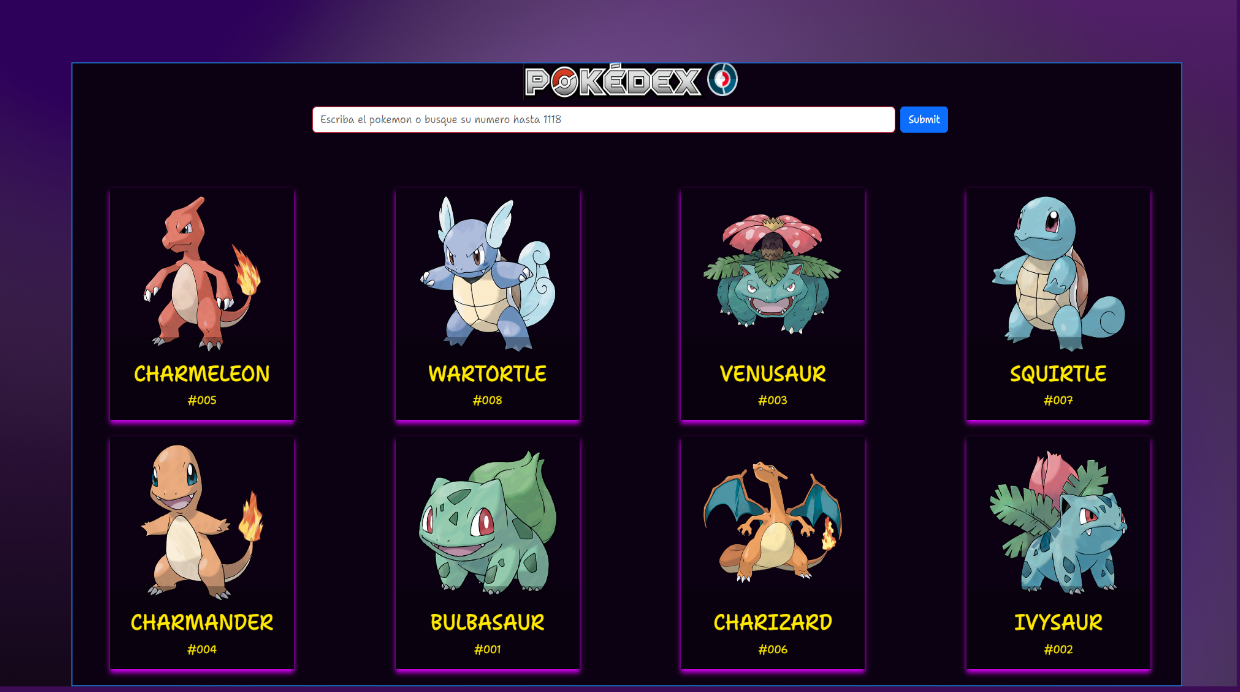 POKÉDEX
Escriba el pokemon o busque su numero hasta 1118
Submit
CHARMELEON
#005
WARTORTLE
#008
VENUSAUR
#003
SQUIRTLE
#007
CHARMANDER
#004
BULBASAUR
#001
CHARIZARD
#006
IVYSAUR
#002